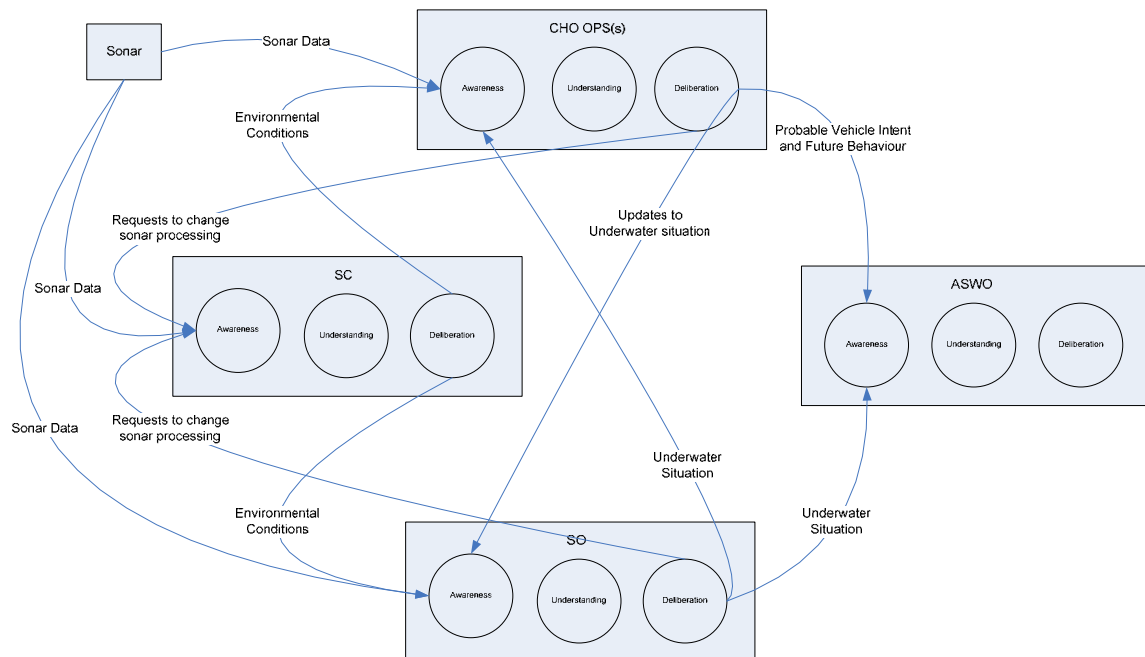 CHO OPS(s)
Sonar
Sonar Data
Awareness
Understanding
Deliberation
Environmental
Conditions
Probable Vehicle Intent
and Future Behaviour
Requests to change
sonar processing
Updates to
Underwater situation
SC
Sonar Data
Awareness
Understanding
Deliberation
ASWO
Awareness
Understanding
Deliberation
Requests to change
sonar processing
Sonar Data
Underwater
Situation
Environmental
Conditions
Underwater
Situation
SO
Awareness
Understanding
Deliberation